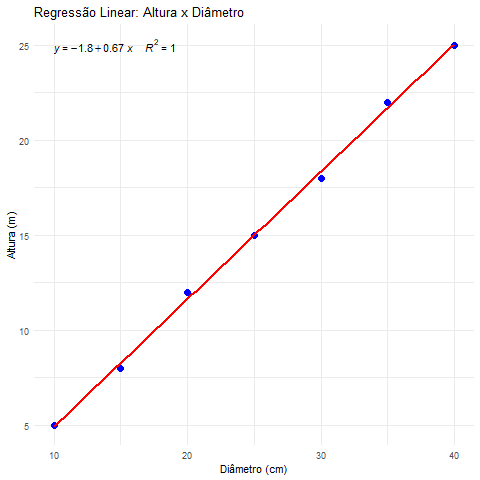 Regressão Linear: Altura x Diâmetro
y = −1.8 + 0.67 x R² = 1
25
20
15
10
5
Altura (m)
10
20
30
40
Diâmetro (cm)